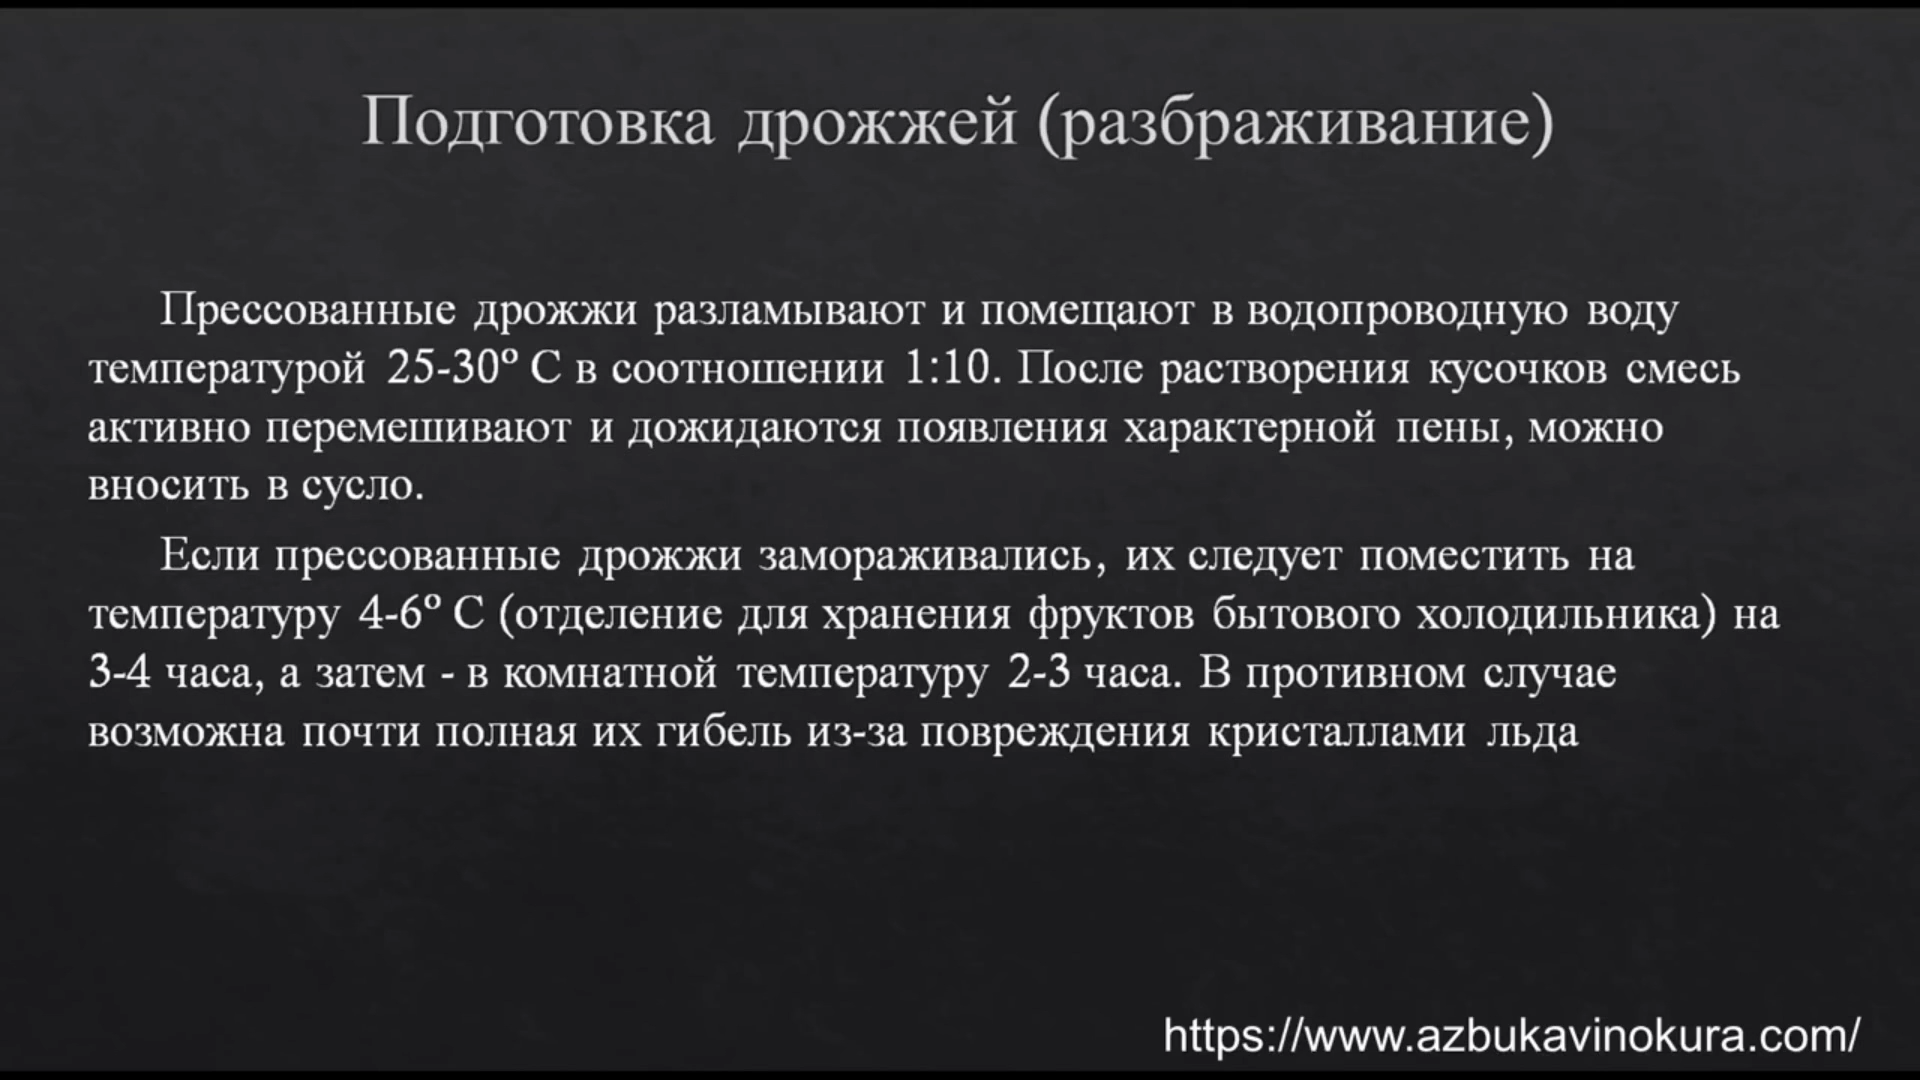 Подготовка дрожжей (разбраживание)
Прессованные дрожжи разламывают и помещают в водопроводную воду
температурой 25-30º С в соотношении 1:10. После растворения кусочков смесь
активно перемешивают и дожидаются появления характерной пены, можно
вносить в сусло.
Если прессованные дрожжи замораживались, их следует поместить на
температуру 4-6º С (отделение для хранения фруктов бытового холодильника) на
3-4 часа, а затем - в комнатной температуру 2-3 часа. В противном случае
возможна почти полная их гибель из-за повреждения кристаллами льда
https://www.azbukavinokura.com/